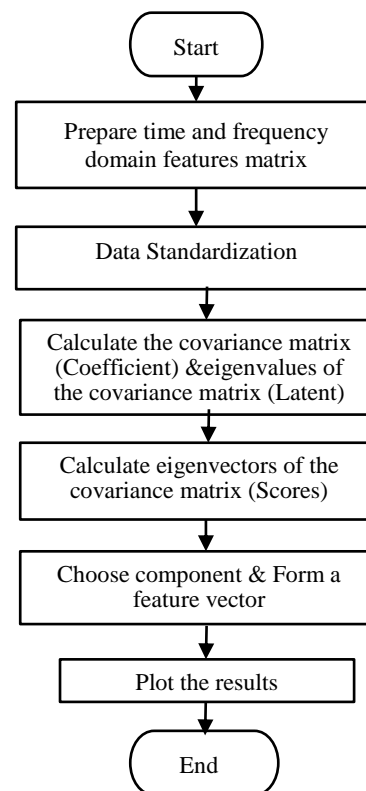 Start
Prepare time and frequency
domain features matrix
Data Standardization
Calculate the covariance matrix
(Coefficient) &eigenvalues of
the covariance matrix (Latent)
Calculate eigenvectors of the
covariance matrix (Scores)
Choose component & Form a
feature vector
Plot the results
End